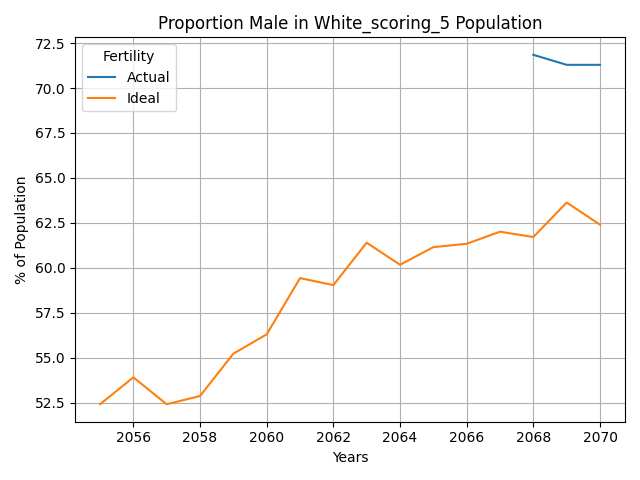 Proportion Male in White_scoring_5 Population
Fertility
Actual
Ideal
% of Population
72.5
70.0
67.5
65.0
62.5
60.0
57.5
55.0
52.5
2056 2058 2060 2062 2064 2066 2068 2070
Years